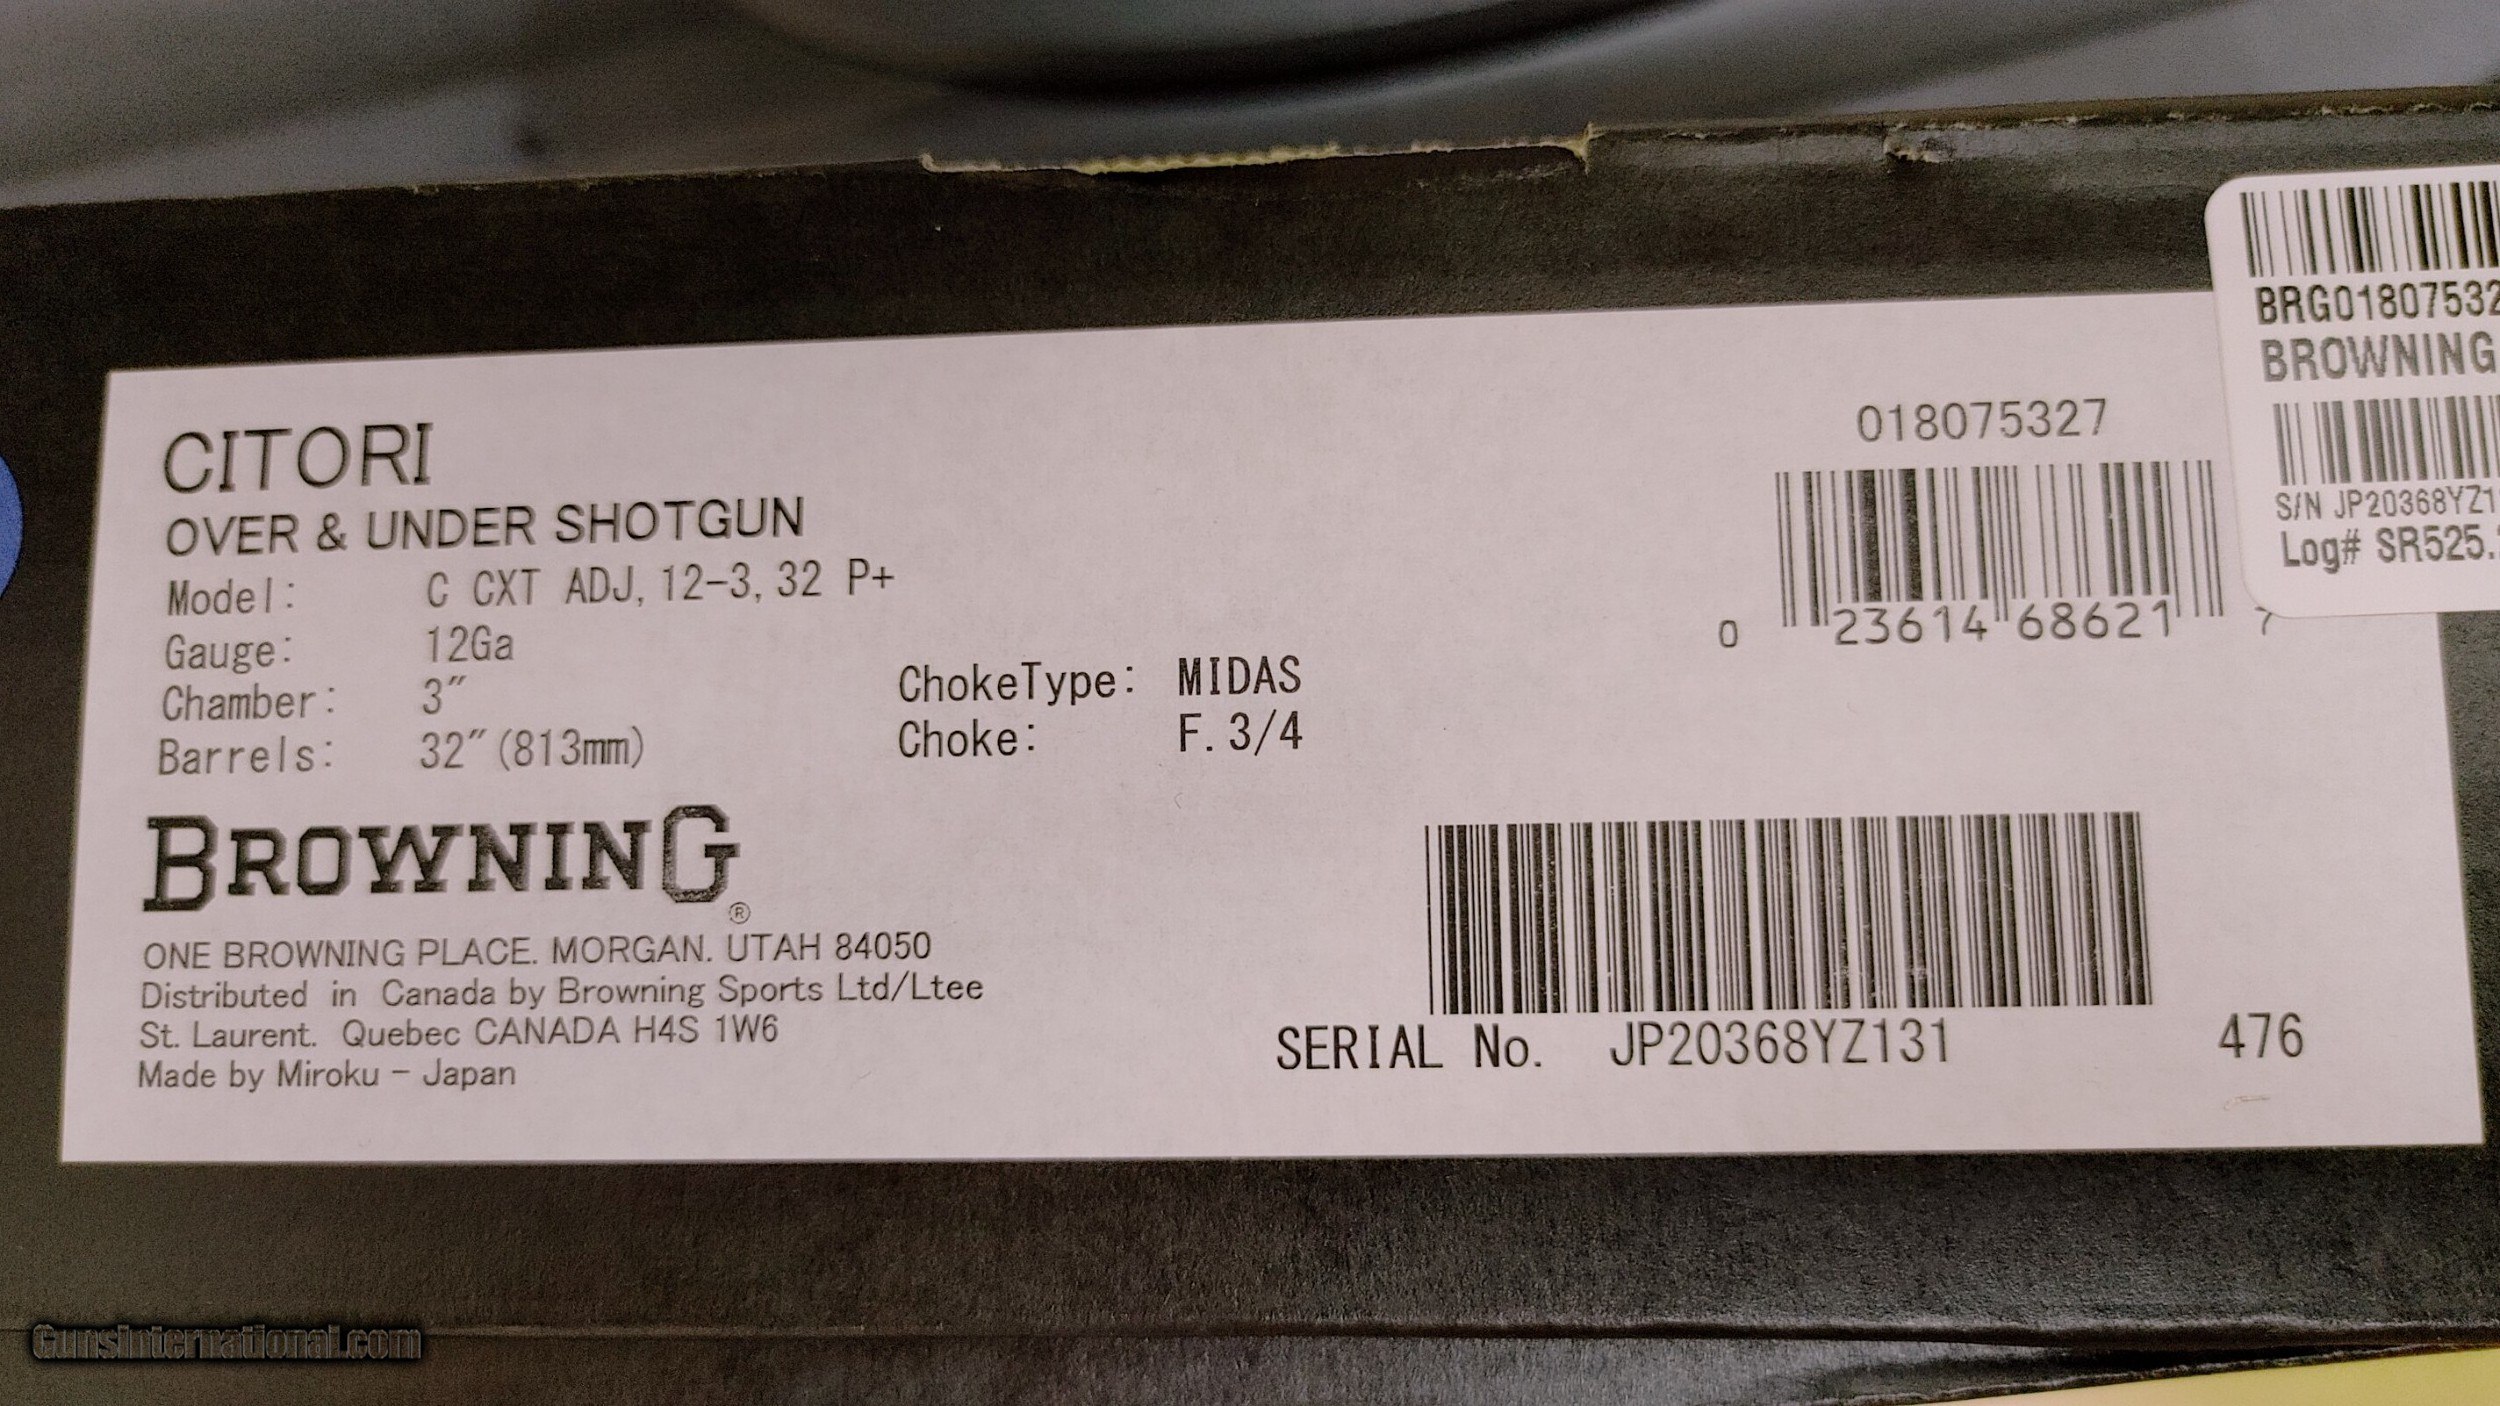 CITORI
OVER & UNDER SHOTGUN
Model: C CXT ADJ, 12-3, 32 P+
Gauge: 12Ga
Chamber: 3"
Barrels: 32"(813mm)
ChokeType: MIDAS
Choke: F. 3/4
BROWNING®
ONE BROWNING PLACE. MORGAN. UTAH 84050
Distributed in Canada by Browning Sports Ltd/Ltee
St. Laurent. Quebec CANADA H4S 1W6
Made by Miroku - Japan
018075327
0 23614 68621 7
SERIAL No. JP20368YZ131 476
BRG01807532
BROWNING
S/N JP20368YZ1
Log# SR525.
GunsInternational.com